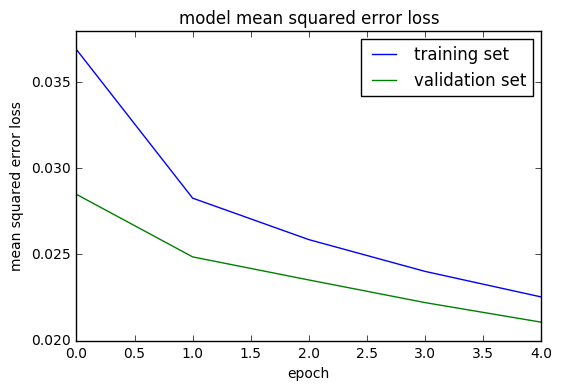 model mean squared error loss
training set
validation set
mean squared error loss
0.035
0.030
0.025
0.020
0.0 0.5 1.0 1.5 2.0 2.5 3.0 3.5 4.0
epoch